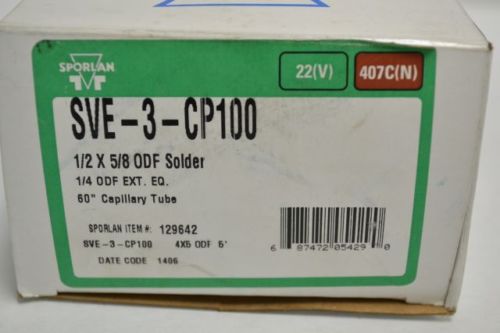 SPORLAN
22(V)
407C(N)
SVE-3-CP100
1/2 X 5/8 ODF Solder
1/4 ODF EXT. EQ.
60" Capillary Tube
SPORLAN ITEM #: 129642
SVE-3-CP100 4X5 ODF 5'
DATE CODE 1406
6 87472 05429 0